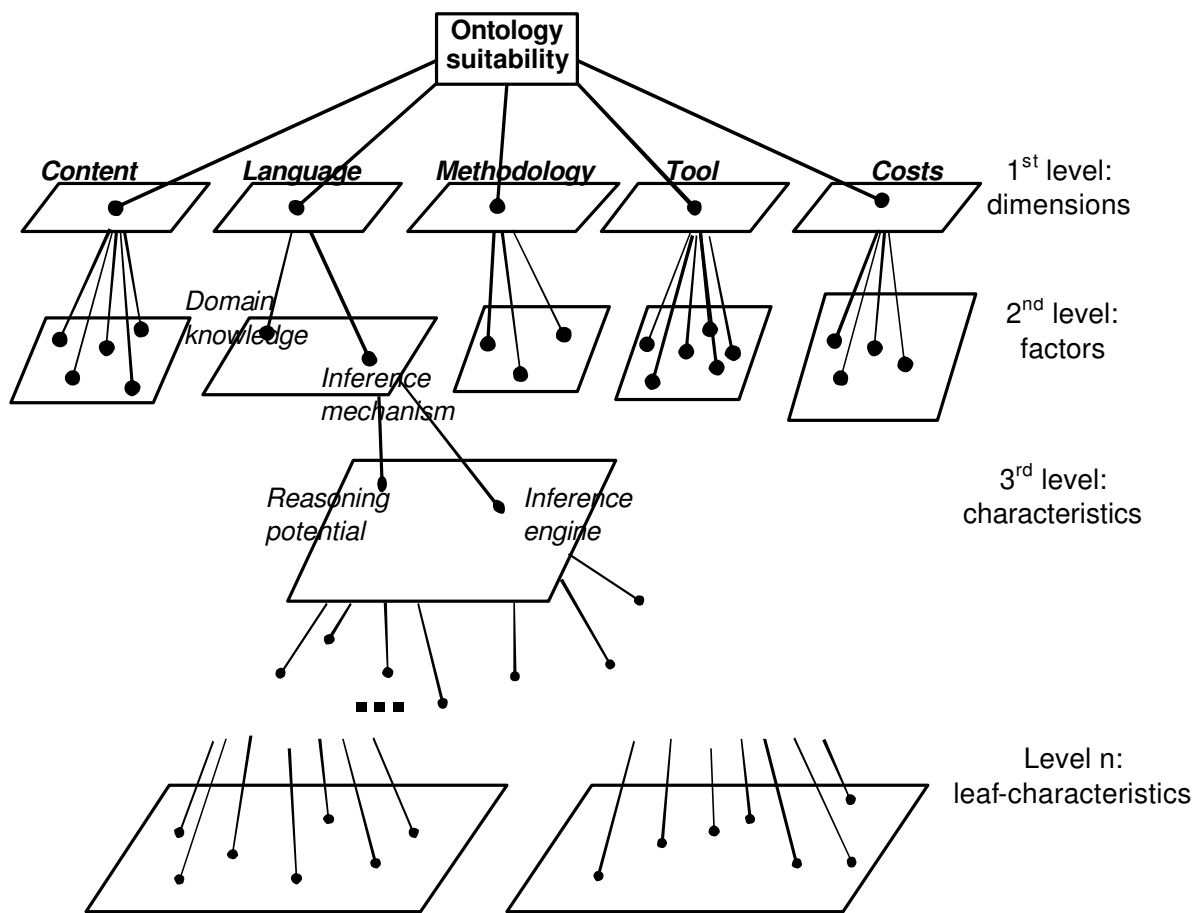 Ontology
suitability
Content
Language
Methodology
Tool
Costs
1st level:
dimensions
Domain
knowledge
2nd level:
factors
Inference
mechanism
Reasoning
potential
Inference
engine
3rd level:
characteristics
...
Level n:
leaf-characteristics